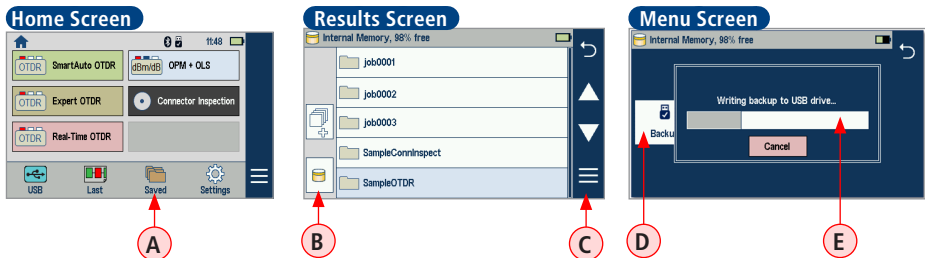 Home Screen
11:48
OTDR SmartAuto OTDR
dBm/dB OPM + OLS
OTDR Expert OTDR
Connector Inspection
OTDR Real-Time OTDR
USB Last Saved Settings
A
Results Screen
Internal Memory, 98% free
job0001
job0002
job0003
SampleConnInspect
SampleOTDR
B
C
Menu Screen
Internal Memory, 98% free
Writing backup to USB drive...
Backu
Cancel
D
E